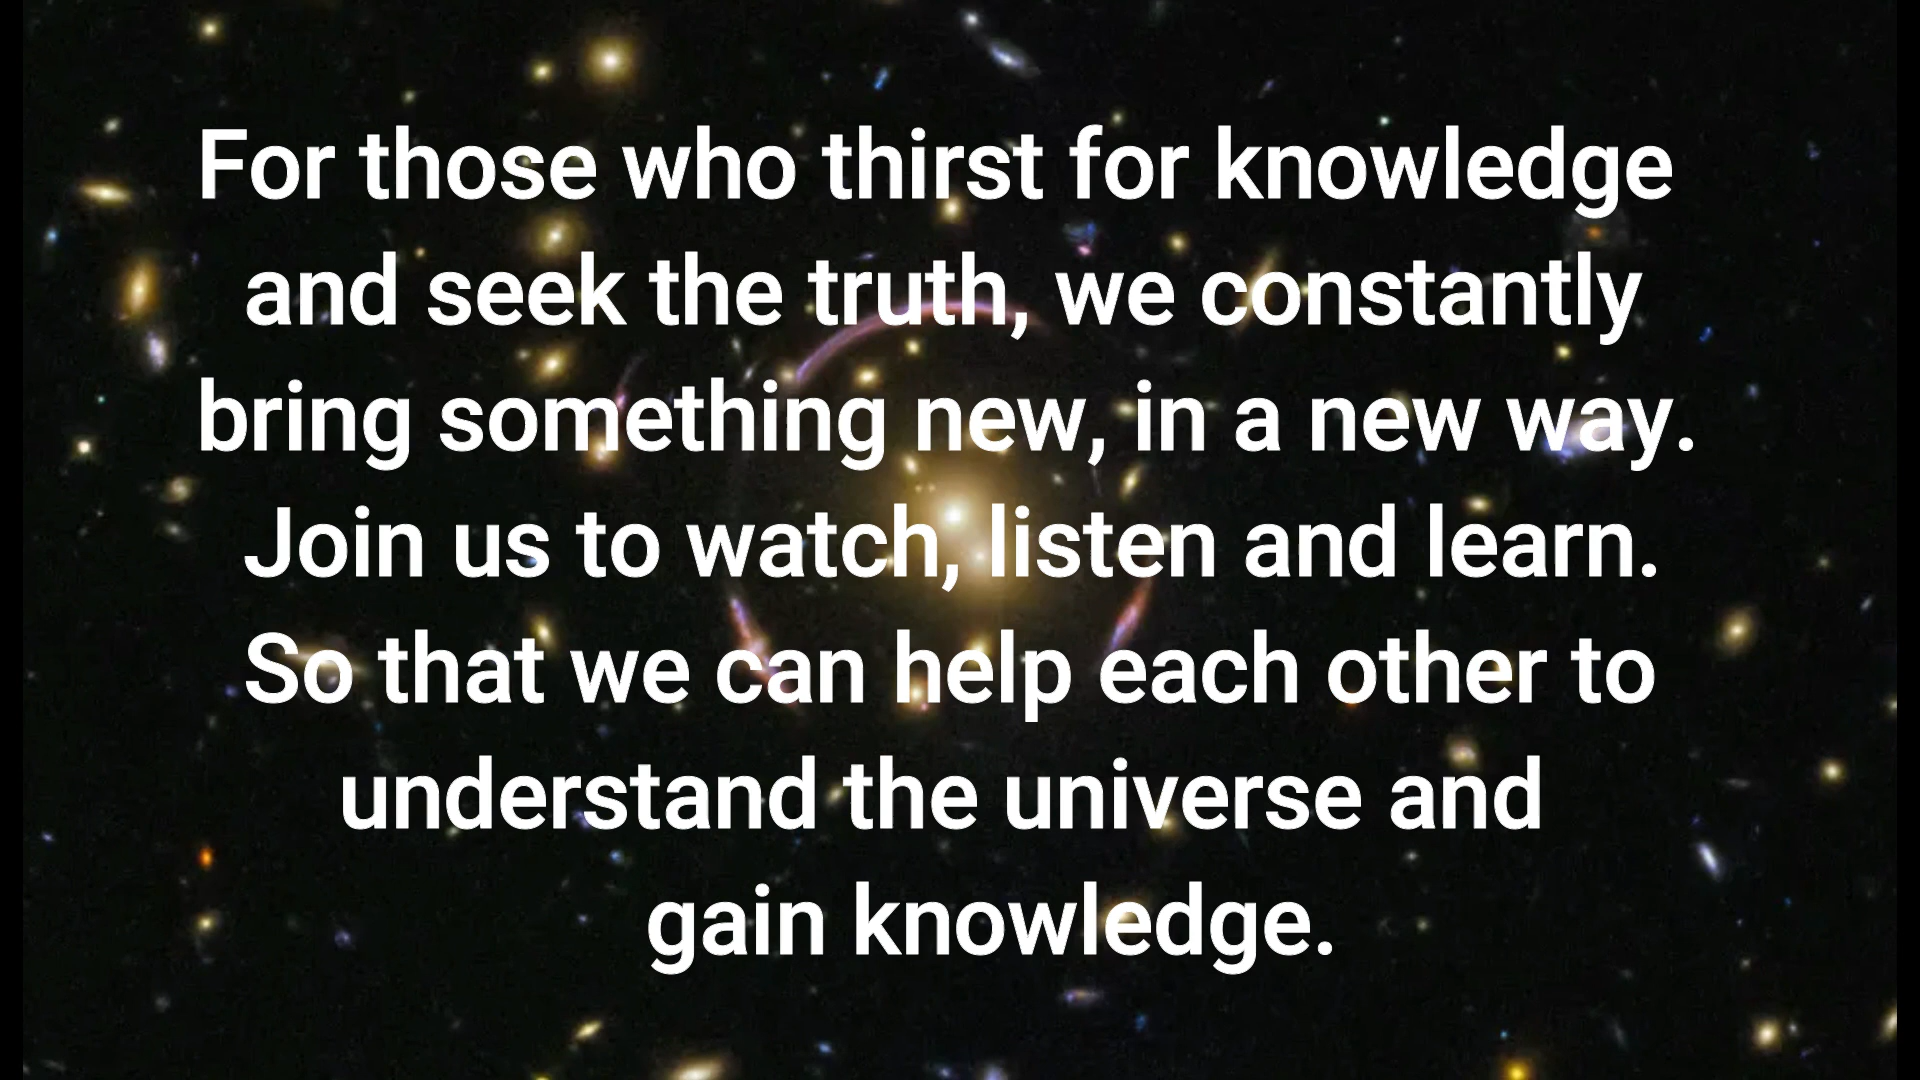 For those who thirst for knowledge
and seek the truth, we constantly
bring something new, in a new way.
Join us to watch, listen and learn.
So that we can help each other to
understand the universe and
gain knowledge.